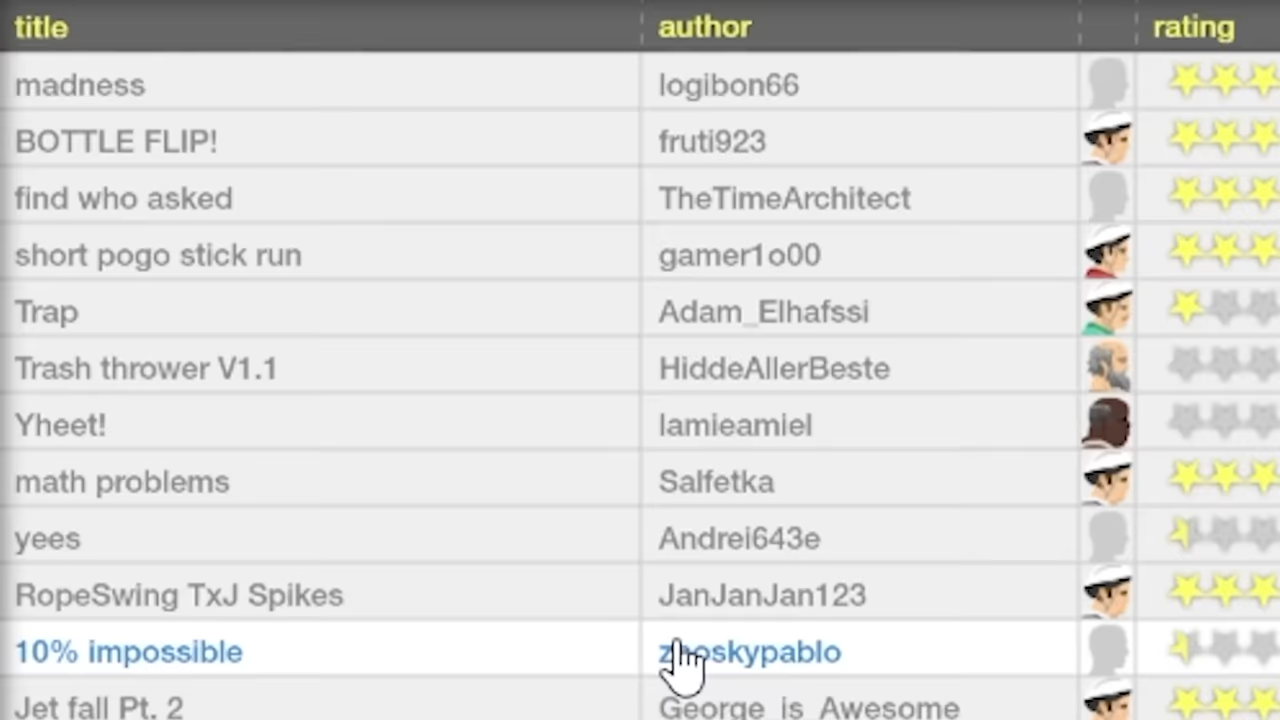 title author rating
madness logibon66
BOTTLE FLIP! fruti923
find who asked TheTimeArchitect
short pogo stick run gamer1o00
Trap Adam_Elhafssi
Trash thrower V1.1 HiddeAllerBeste
Yheet! lamieamiel
math problems Salfetka
yees Andrei643e
RopeSwing TxJ Spikes JanJanJan123
10% impossible
Jet fall Pt. 2 George_is_Awesome